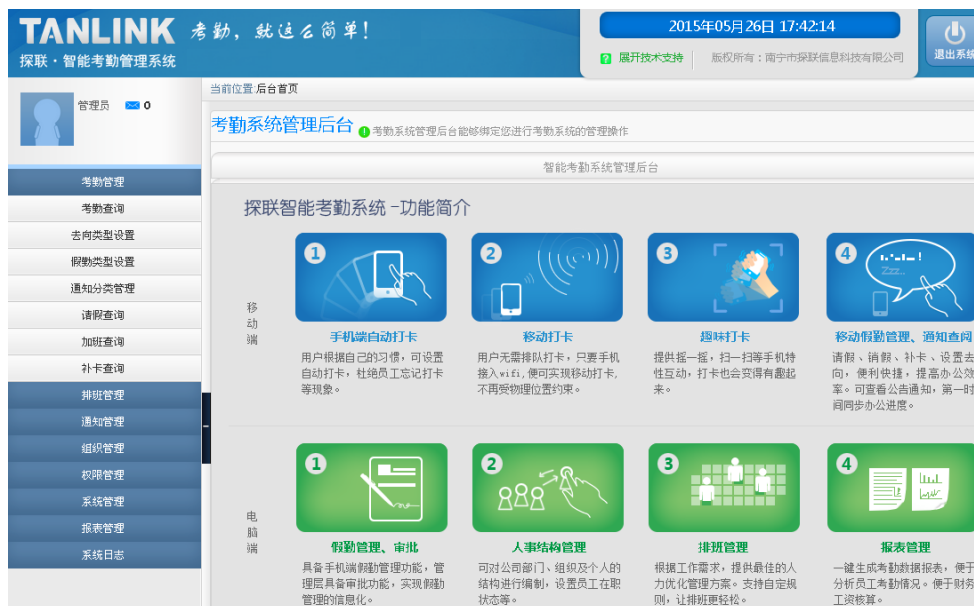 TANLINK 考勤，就这么简单！
探联·智能考勤管理系统
2015年05月26日 17:42:14
展开技术支持
版权所有：南宁市探联信息科技有限公司
退出系统
管理员 0
当前位置:后台首页
考勤系统管理后台 考勤系统管理后台能够绑定您进行考勤系统的管理操作
智能考勤系统管理后台
考勤管理
考勤查询
去向类型设置
假勤类型设置
通知分类管理
请假查询
加班查询
补卡查询
排班管理
通知管理
组织管理
权限管理
系统管理
报表管理
系统日志
探联智能考勤系统-功能简介
移动端
1
手机端自动打卡
用户根据自己的习惯，可设置
自动打卡，杜绝员工忘记打卡
等现象。
2
移动打卡
用户无需排队打卡，只要手机
接入wifi,便可实现移动打卡,
不再受物理位置约束。
3
趣味打卡
提供摇一摇，扫一扫等手机特
性互动，打卡也会变得有趣起
来。
4
Zzz..
移动假勤管理、通知查阅
请假、销假、补卡、设置去
向，便利快捷，提高办公效
率。可查看公告通知，第一时
间同步办公进度。
电脑端
1
假勤管理、审批
具备手机端假勤管理功能，管
理层具备审批功能，实现假勤
管理的信息化。
2
人事结构管理
可对公司部门、组织及个人的
结构进行编制，设置员工在职
状态等。
3
排班管理
根据工作需求，提供最佳的人
力优化管理方案。支持自定规
则，让排班更轻松。
4
报表管理
一键生成考勤数据报表，便于
分析员工考勤情况。便于财务
工资核算。